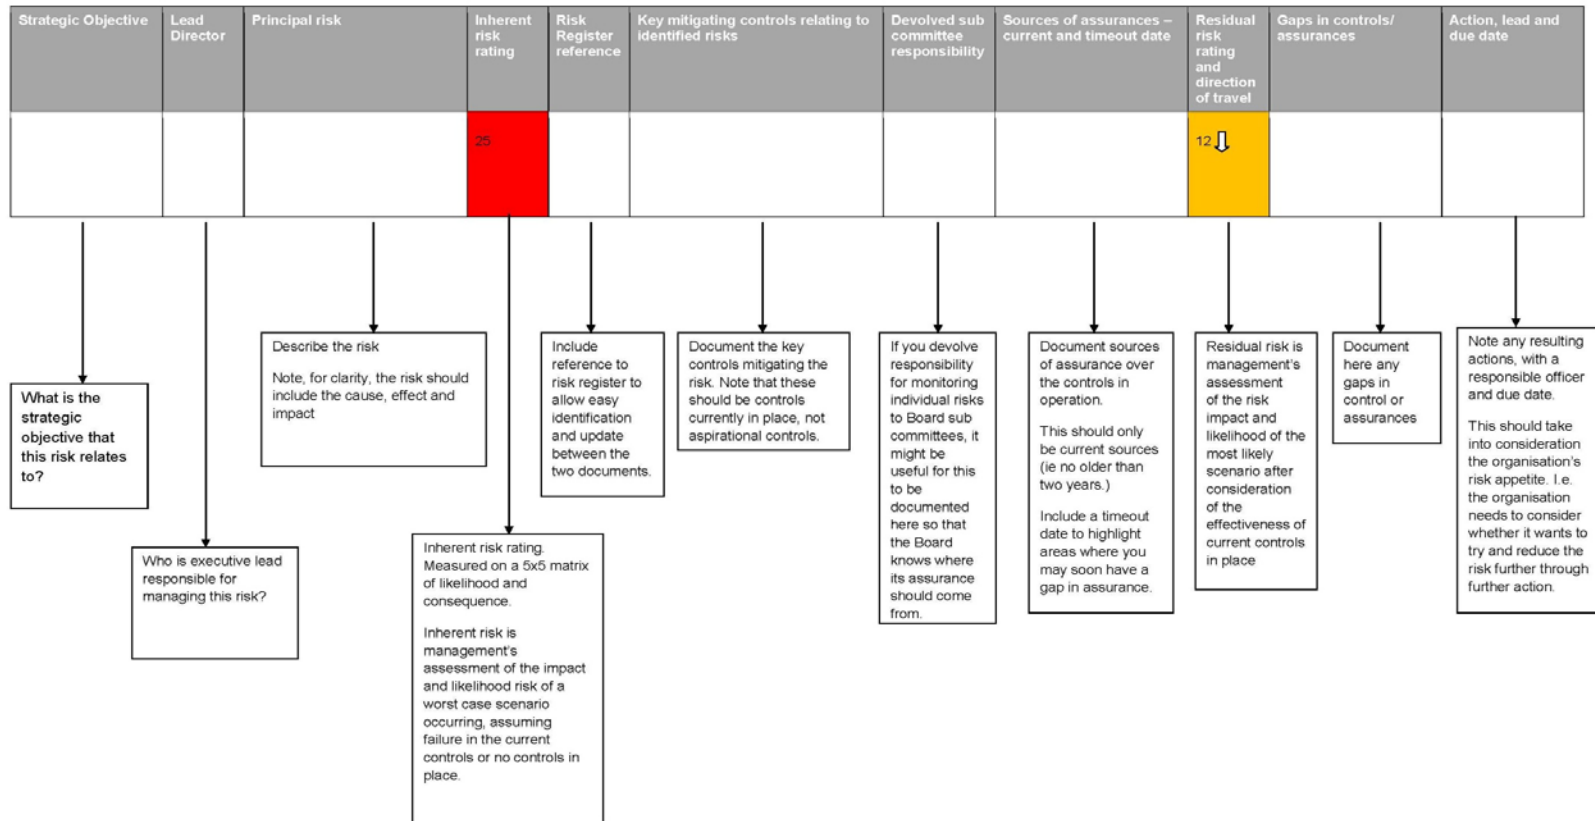 Strategic Objective
Lead
Director
Principal risk
Inherent
risk
rating
Risk
Register
reference
Key mitigating controls relating to
identified risks
Devolved sub
committee
responsibility
Sources of assurances –
current and timeout date
Residual
risk
rating
and
direction
of travel
Gaps in controls/
assurances
Action, lead and
due date
25
12
What is the
strategic
objective that
this risk relates
to?
Who is executive lead
responsible for
managing this risk?
Describe the risk
Note, for clarity, the risk should
include the cause, effect and
impact
Inherent risk rating.
Measured on a 5x5 matrix
of likelihood and
consequence.
Inherent risk is
management's
assessment of the impact
and likelihood risk of a
worst case scenario
occurring, assuming
failure in the current
controls or no controls in
place.
Include
reference to
risk register to
allow easy
identification
and update
between the
two documents.
Document the key
controls mitigating the
risk. Note that these
should be controls
currently in place, not
aspirational controls.
If you devolve
responsibility
for monitoring
individual risks
to Board sub
committees, it
might be
useful for this
to be
documented
here so that
the Board
knows where
its assurance
should come
from.
Document sources
of assurance over
the controls in
operation.
This should only
be current sources
(ie no older than
two years.)
Include a timeout
date to highlight
areas where you
may soon have a
gap in assurance.
Residual risk is
management's
assessment
of the risk
impact and
likelihood of the
most likely
scenario after
consideration
of the
effectiveness of
current controls
in place
Document
here any
gaps in
control or
assurances
Note any resulting
actions, with a
responsible officer
and due date.
This should take
into consideration
the organisation's
risk appetite. I.e.
the organisation
needs to consider
whether it wants to
try and reduce the
risk further through
further action.